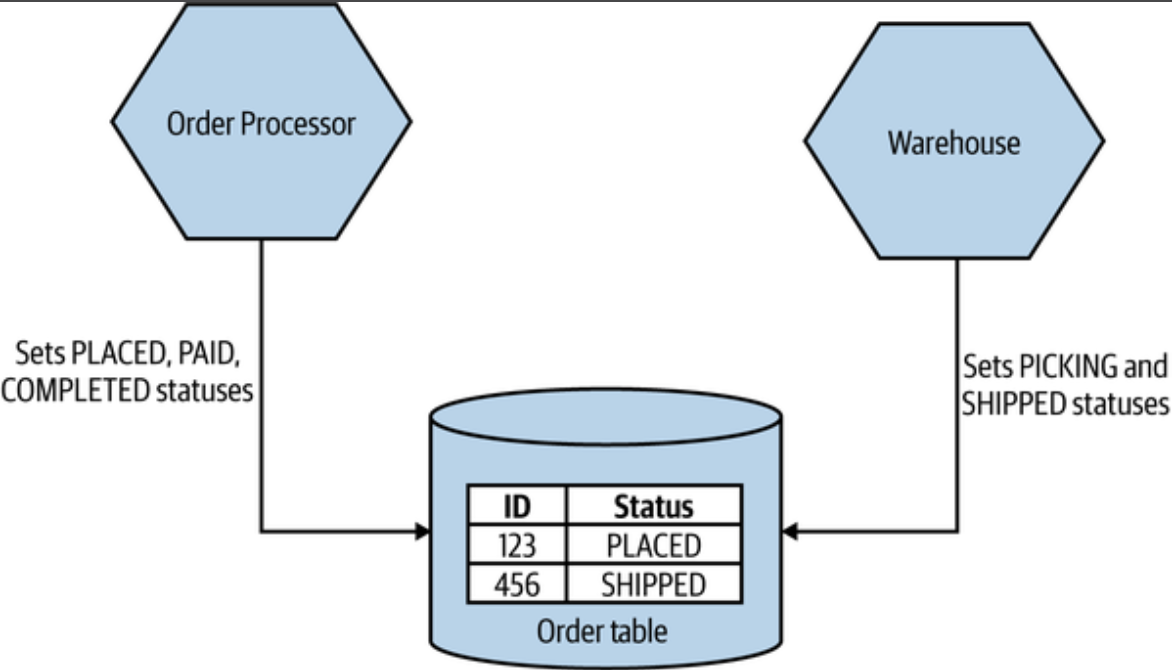 Order Processor
Warehouse
Sets PLACED, PAID,
COMPLETED statuses
Sets PICKING and
SHIPPED statuses
ID Status
123 PLACED
456 SHIPPED
Order table